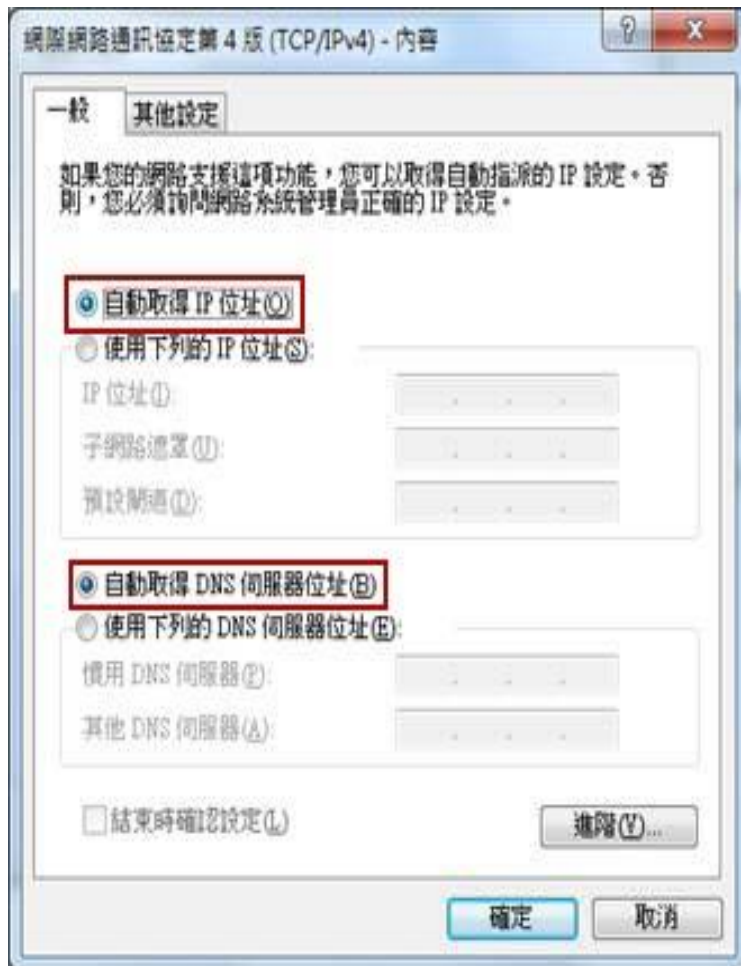 網際網路通訊協定第 4 版 (TCP/IPv4) - 內容
一般 其他設定
如果您的網路支援這項功能，您可以取得自動指派的 IP 設定。否
則，您必須詢問網路系統管理員正確的 IP 設定。
自動取得 IP 位址(O)
使用下列的 IP 位址(S):
IP 位址(I):
子網路遮罩(U):
預設閘道(D):
自動取得 DNS 伺服器位址(B)
使用下列的 DNS 伺服器位址(E):
慣用 DNS 伺服器(P):
其他 DNS 伺服器(A):
結束時確認設定(L)
進階(V)...
確定 取消